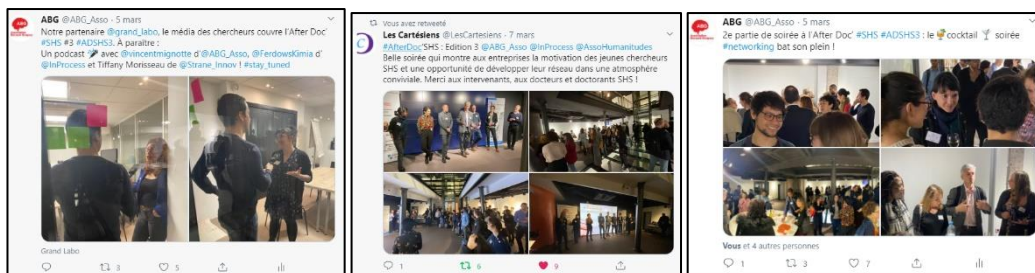 ABG @ABG_Asso · 5 mars
Notre partenaire @grand_labo, le média des chercheurs couvre l'After Doc'
#SHS #3 #ADSHS3. À paraître :
Un podcast 🎤 avec @vincentmignotte d'@ABG_Asso, @FerdowsKimia d'
@InProcess et Tiffany Morisseau de @Strane_Innov ! #stay_tuned
Grand Labo
3
5
Vous avez retweeté
Les Cartésiens @LesCartesiens · 7 mars
#AfterDoc'SHS : Edition 3 @ABG_Asso @InProcess @AssoHumanitudes
Belle soirée qui montre aux entreprises la motivation des jeunes chercheurs
SHS et une opportunité de développer leur réseau dans une atmosphère
conviviale. Merci aux intervenants, aux docteurs et doctorants SHS !
1
6
9
ABG @ABG_Asso · 5 mars
2e partie de soirée à l'After Doc' #SHS #ADSHS3 : le 🍹cocktail 🍸 soirée
#networking bat son plein !
Vous et 4 autres personnes
1
3
7